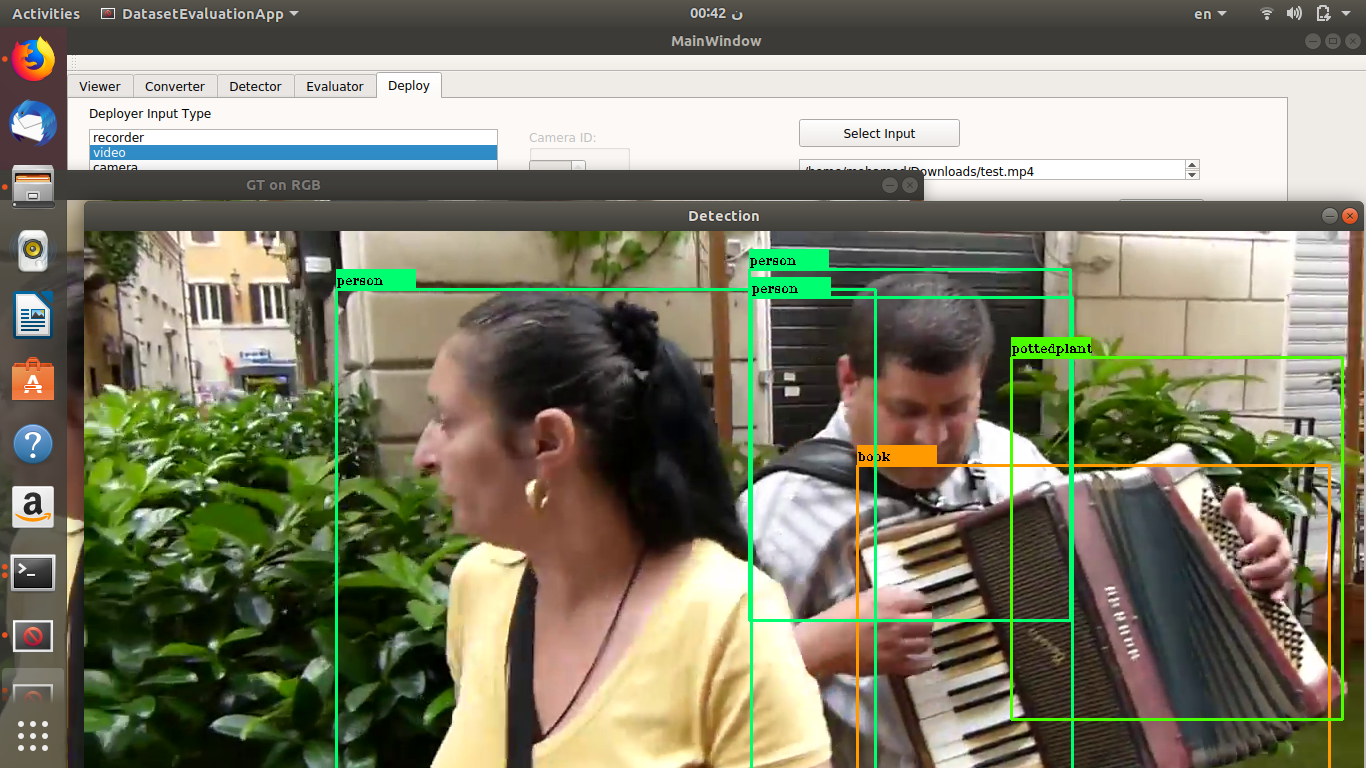 Activities DatasetEvaluationApp 00:42 ن en
MainWindow
Viewer Converter Detector Evaluator Deploy
Deployer Input Type
recorder
video
camera
Camera ID:
Select Input
/home/mohamed/Downloads/test.mp4
GT on RGB
Detection
person
person
person
pottedplant
book